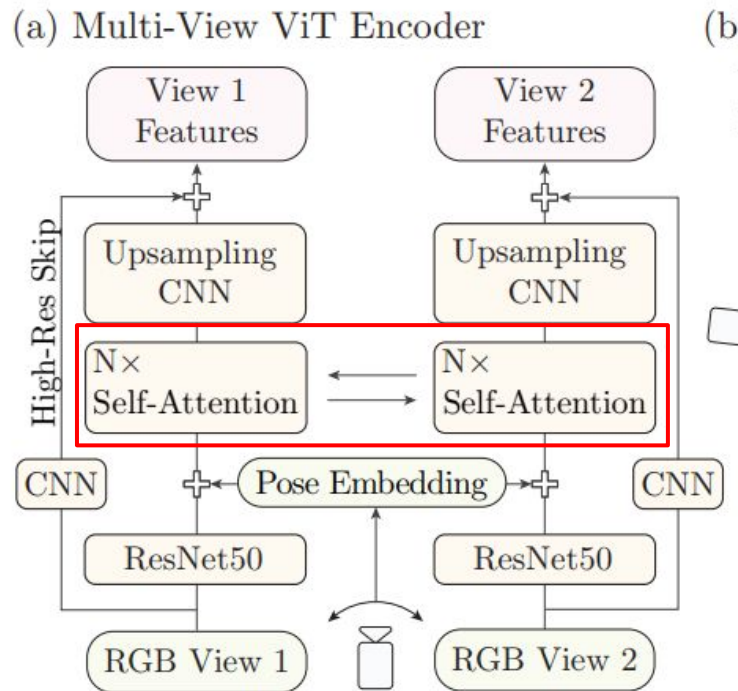 (a) Multi-View ViT Encoder
(b
View 1
Features
View 2
Features
High-Res Skip
Upsampling
CNN
Upsampling
CNN
N×
Self-Attention
N×
Self-Attention
CNN
Pose Embedding
CNN
ResNet50
ResNet50
RGB View 1
RGB View 2